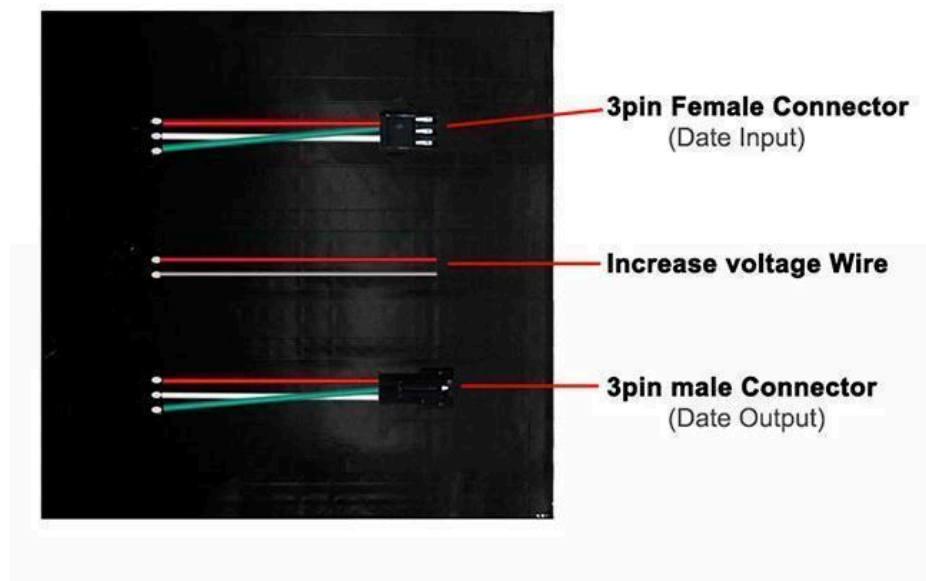 3pin Female Connector
(Date Input)
Increase voltage Wire
3pin male Connector
(Date Output)